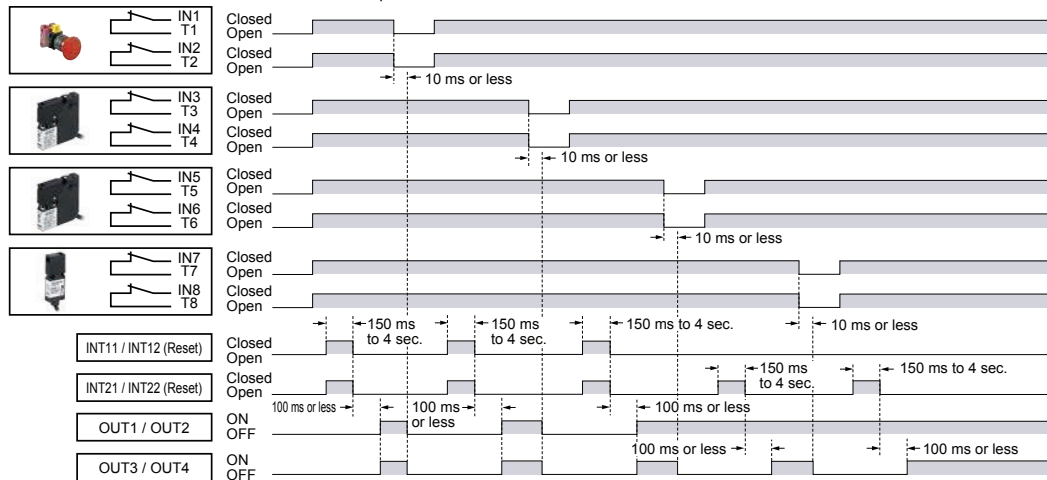 IN1
T1
Closed
Open
IN2
T2
Closed
Open
10 ms or less
IN3
T3
Closed
Open
IN4
T4
Closed
Open
10 ms or less
IN5
T5
Closed
Open
IN6
T6
Closed
Open
10 ms or less
IN7
T7
Closed
Open
IN8
T8
Closed
Open
150 ms to 4 sec.
150 ms to 4 sec.
150 ms to 4 sec.
10 ms or less
INT11 / INT12 (Reset)
Closed
Open
INT21 / INT22 (Reset)
Closed
Open
150 ms to 4 sec.
150 ms to 4 sec.
100 ms or less
100 ms or less
100 ms or less
OUT1 / OUT2
ON
OFF
100 ms or less
100 ms or less
OUT3 / OUT4
ON
OFF